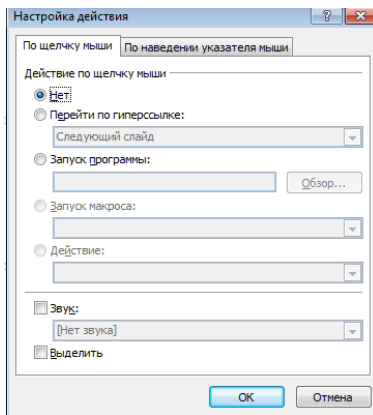 Настройка действия
По щелчку мыши По наведении указателя мыши
Действие по щелчку мыши
Нет
Перейти по гиперссылке:
Следующий слайд
Запуск программы:
Обзор...
Запуск макроса:
Действие:
Звук:
[Нет звука]
Выделить
ОК Отмена